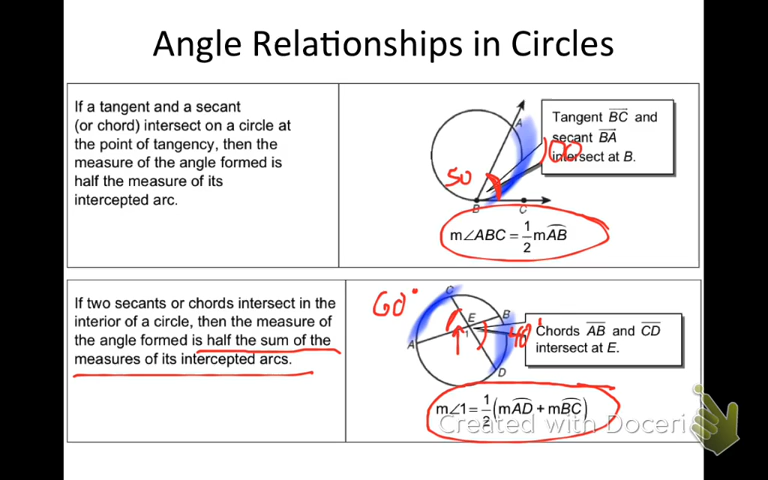 Angle Relationships in Circles
If a tangent and a secant
(or chord) intersect on a circle at
the point of tangency, then the
measure of the angle formed is
half the measure of its
intercepted arc.
A
B
C
50
100
Tangent BC and
secant BA
intersect at B.
m∠ABC = 1/2 mAB
If two secants or chords intersect in the
interior of a circle, then the measure of
the angle formed is half the sum of the
measures of its intercepted arcs.
60°
C
E
B
1
A
D
40°
Chords AB and CD
intersect at E.
m∠1 = 1/2 (mAD + mBC)
Created with Doceri